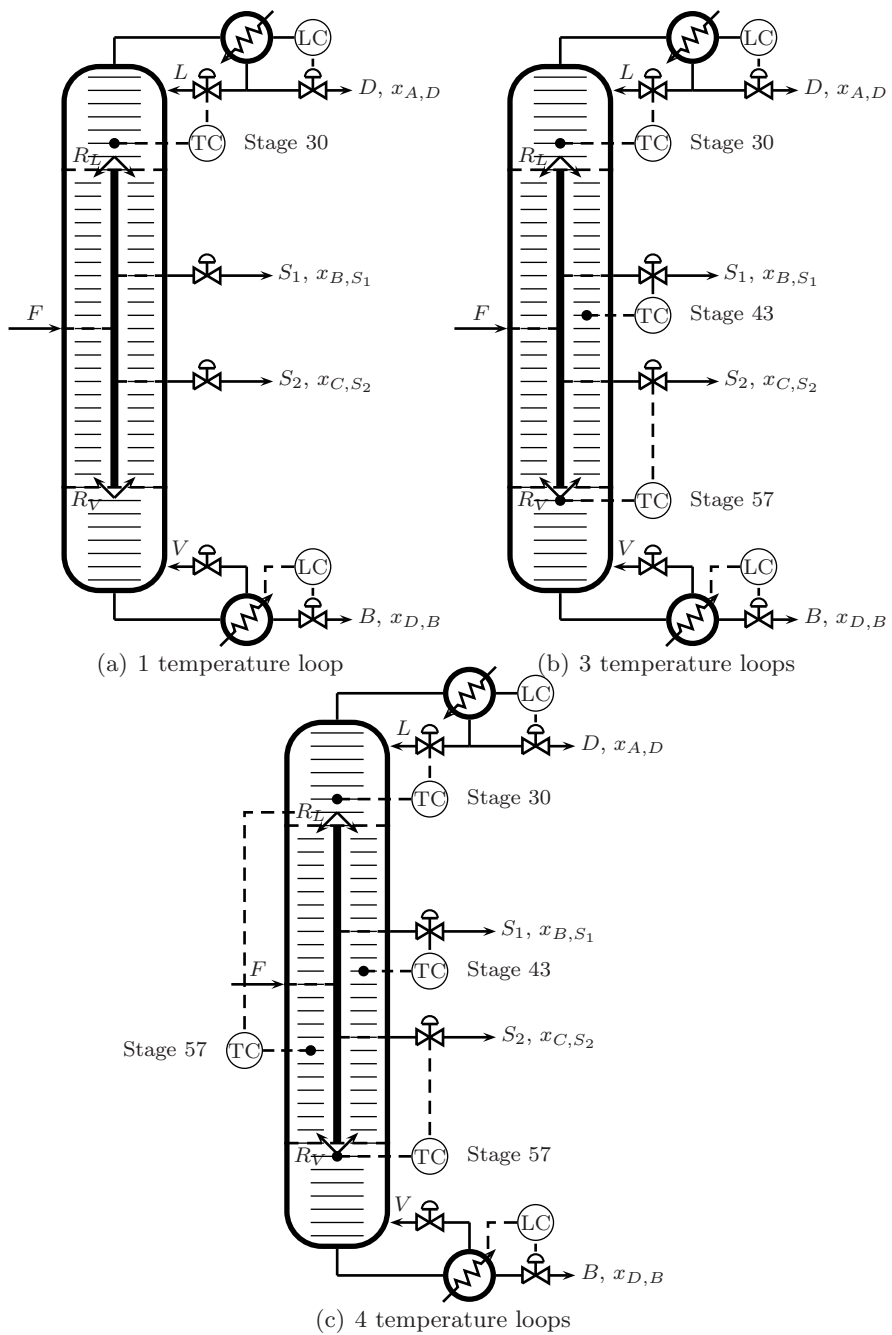 LC
L
D, x_{A,D}
TC Stage 30
R_L
S_1, x_{B,S_1}
F
S_2, x_{C,S_2}
R_V
V
LC
B, x_{D,B}
(a) 1 temperature loop
LC
L
D, x_{A,D}
TC Stage 30
R_L
S_1, x_{B,S_1}
TC Stage 43
F
S_2, x_{C,S_2}
TC Stage 57
R_V
V
LC
B, x_{D,B}
(b) 3 temperature loops
LC
L
D, x_{A,D}
TC Stage 30
R_L
S_1, x_{B,S_1}
TC Stage 43
F
S_2, x_{C,S_2}
Stage 57 TC
TC Stage 57
R_V
V
LC
B, x_{D,B}
(c) 4 temperature loops